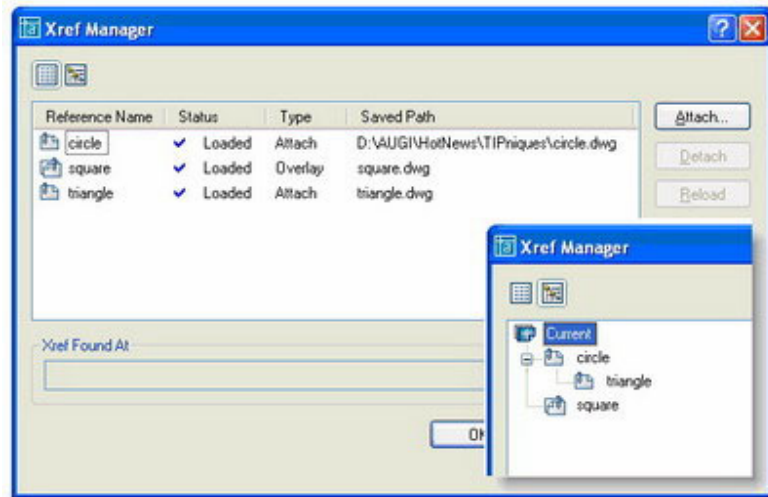 Xref Manager
Reference Name Status Type Saved Path
circle Loaded Attach D:\AUGI\HotNews\TIPniques\circle.dwg
square Loaded Overlay square.dwg
triangle Loaded Attach triangle.dwg
Attach...
Detach
Reload
Xref Found At
Xref Manager
Current
circle
triangle
square